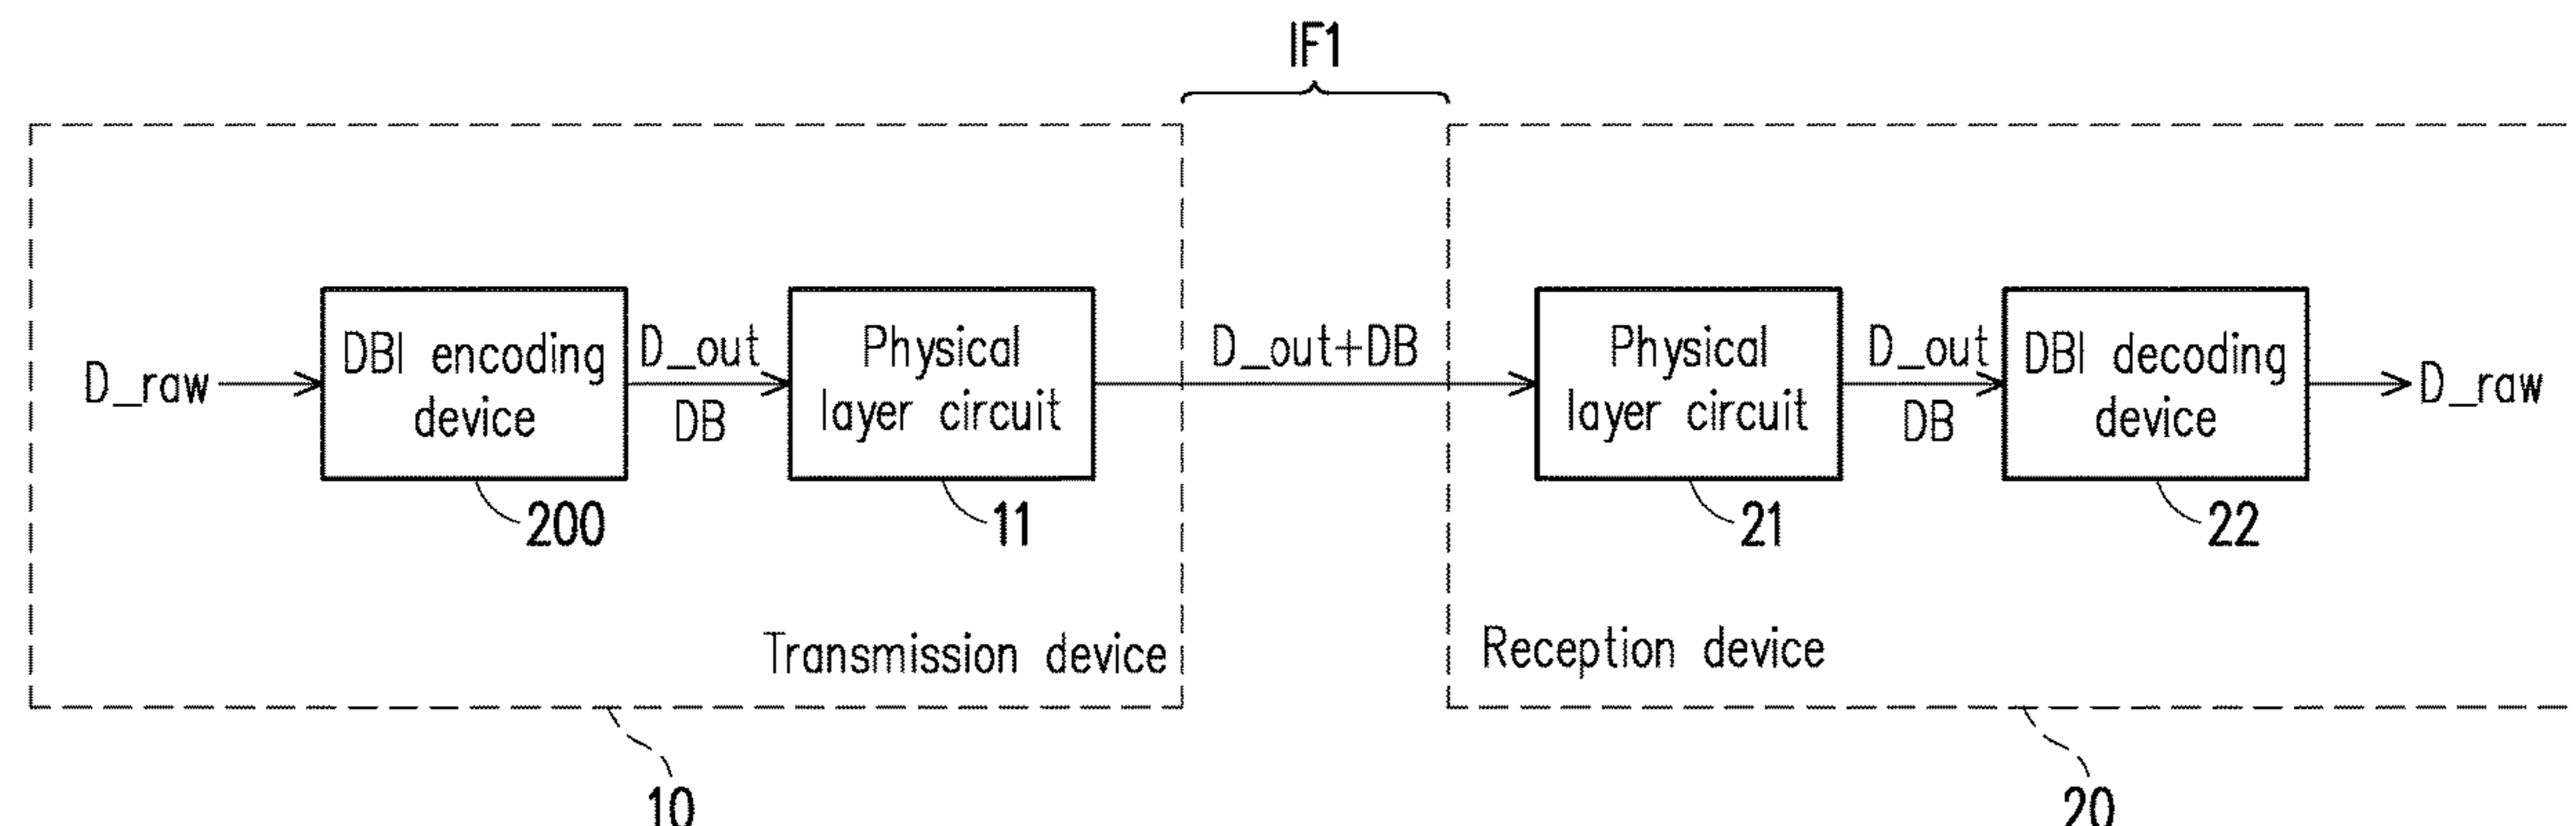 IF1
D_raw
DBI encoding
device
D_out
DB
Physical
layer circuit
D_out+DB
Physical
layer circuit
D_out
DB
DBI decoding
device
D_raw
200
11
21
22
Transmission device
Reception device
10
20